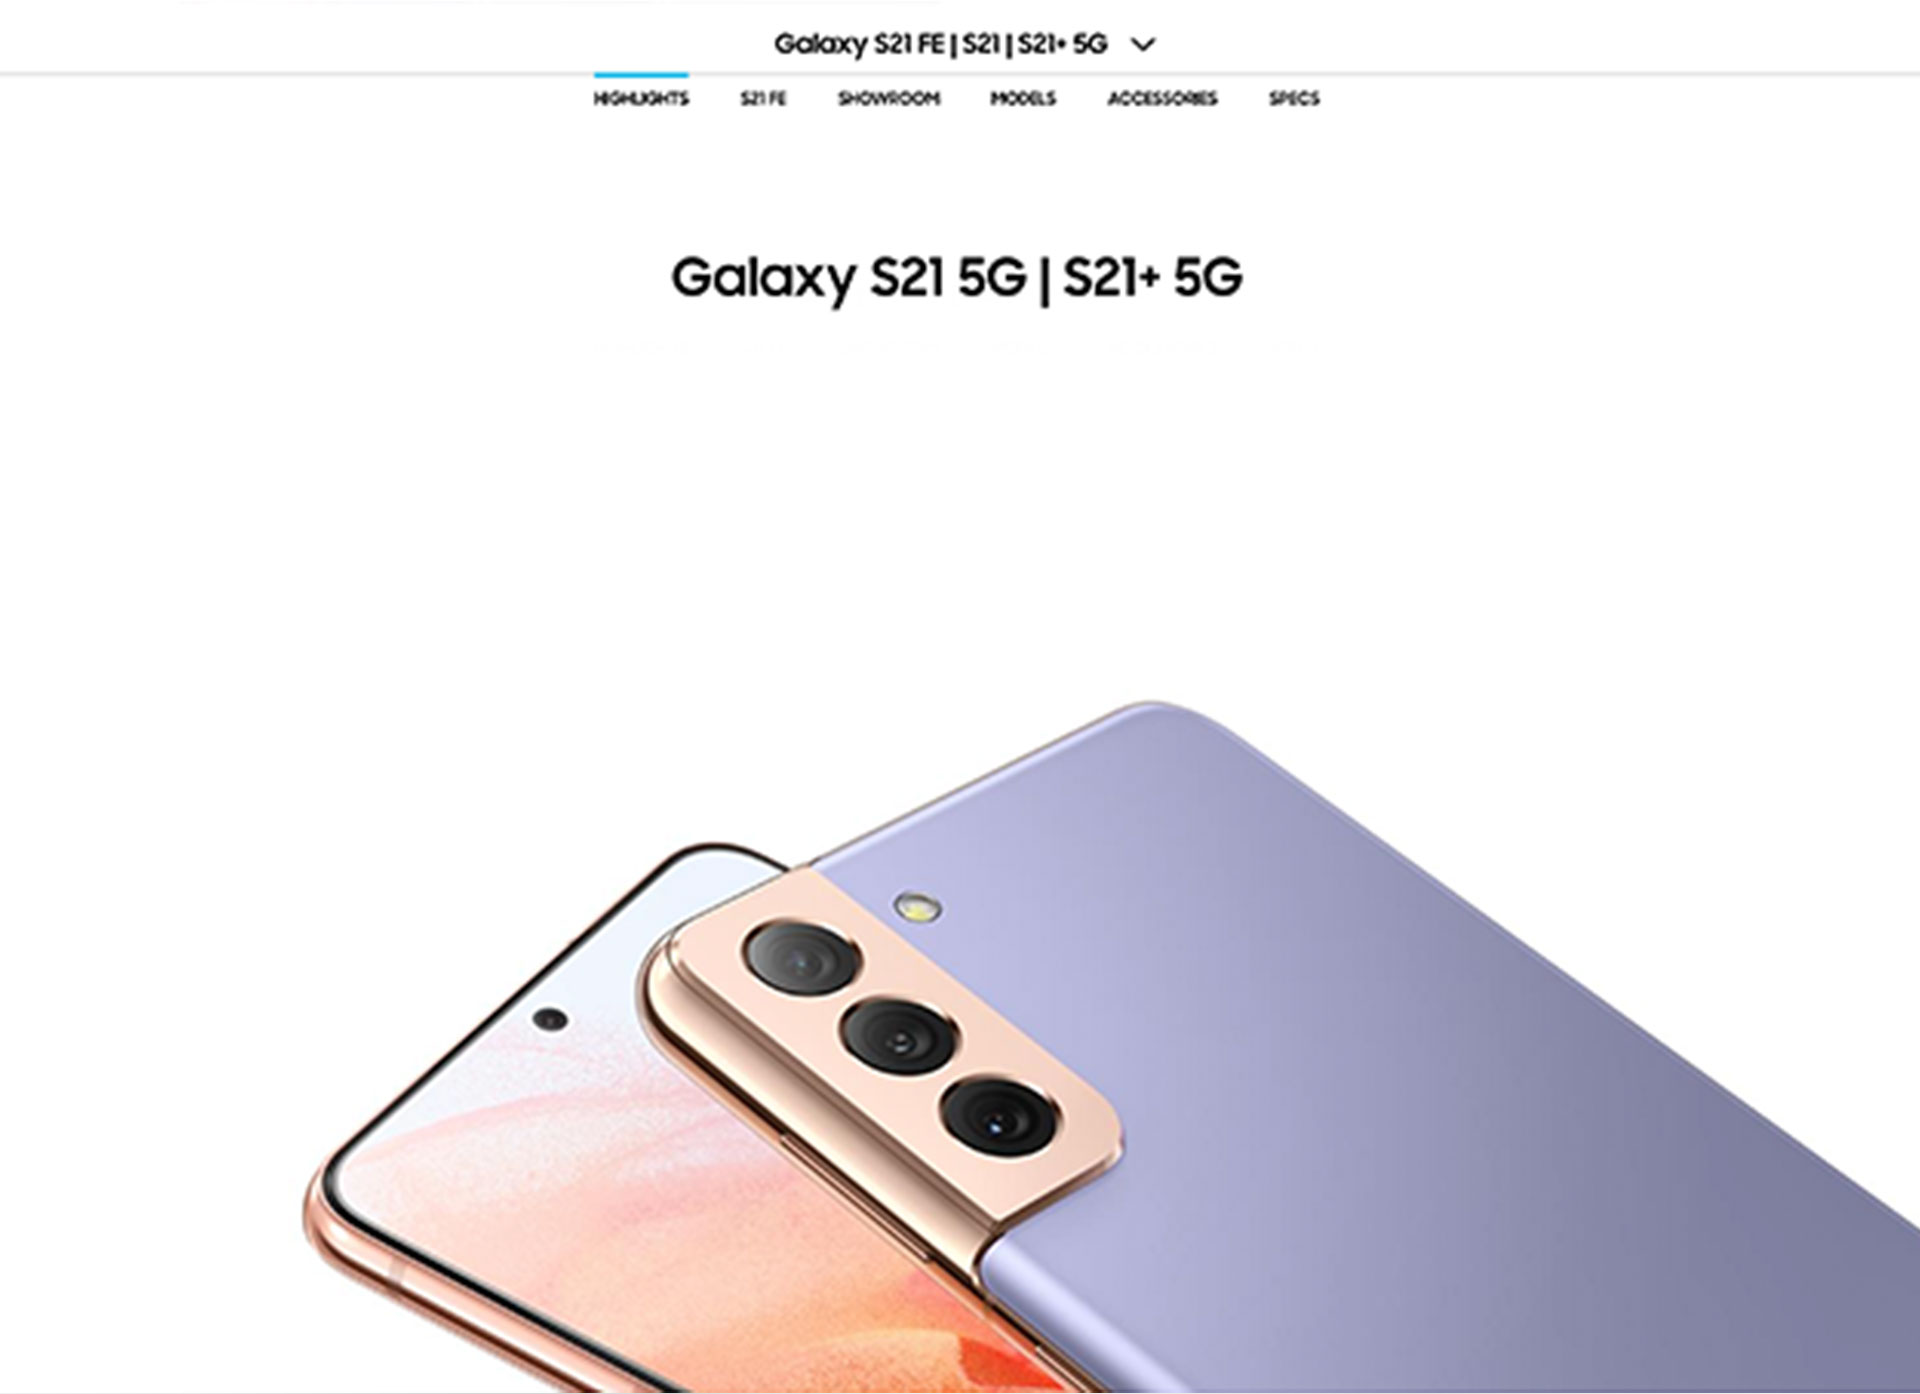 Galaxy S21 FE | S21 | S21+ 5G
HIGHLIGHTS S21 FE SHOWROOM MODELS ACCESSORIES SPECS
Galaxy S21 5G | S21+ 5G